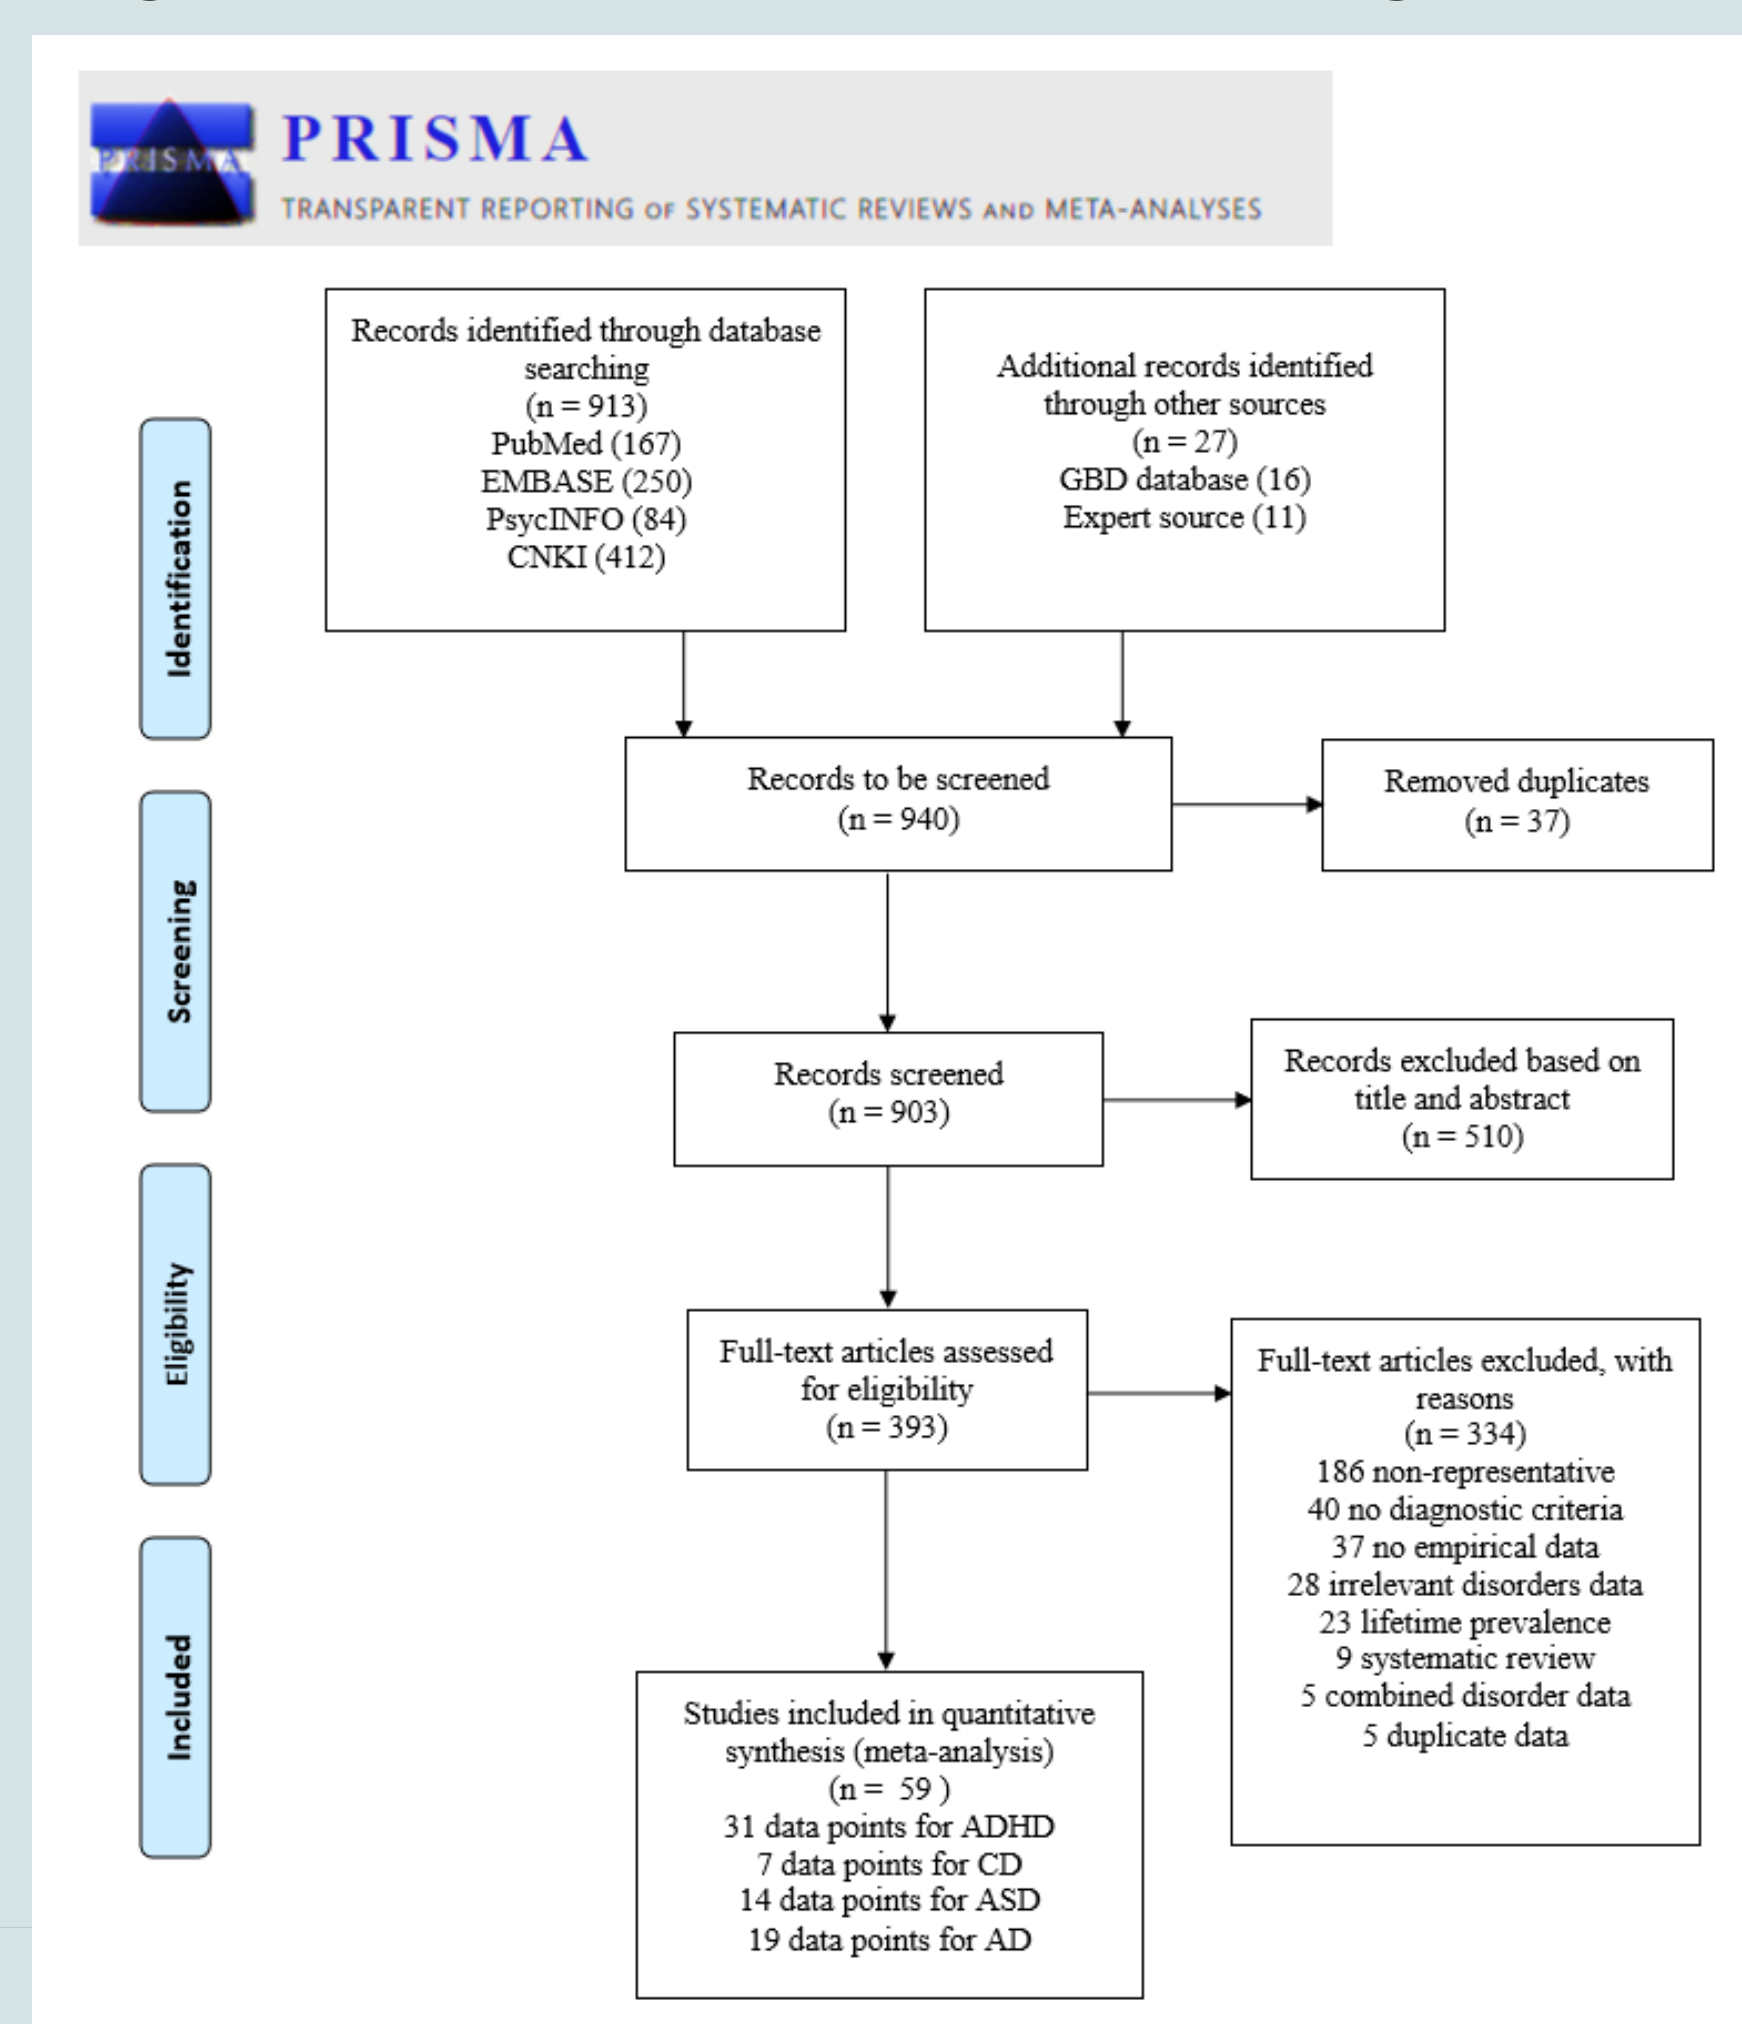 PRISMA
PRISMA
TRANSPARENT REPORTING OF SYSTEMATIC REVIEWS AND META-ANALYSES
Records identified through database
searching
(n = 913)
PubMed (167)
EMBASE (250)
PsycINFO (84)
CNKI (412)
Additional records identified
through other sources
(n = 27)
GBD database (16)
Expert source (11)
Identification
Records to be screened
(n = 940)
Removed duplicates
(n = 37)
Screening
Records screened
(n = 903)
Records excluded based on
title and abstract
(n = 510)
Eligibility
Full-text articles assessed
for eligibility
(n = 393)
Full-text articles excluded, with
reasons
(n = 334)
186 non-representative
40 no diagnostic criteria
37 no empirical data
28 irrelevant disorders data
23 lifetime prevalence
9 systematic review
5 combined disorder data
5 duplicate data
Included
Studies included in quantitative
synthesis (meta-analysis)
(n = 59 )
31 data points for ADHD
7 data points for CD
14 data points for ASD
19 data points for AD